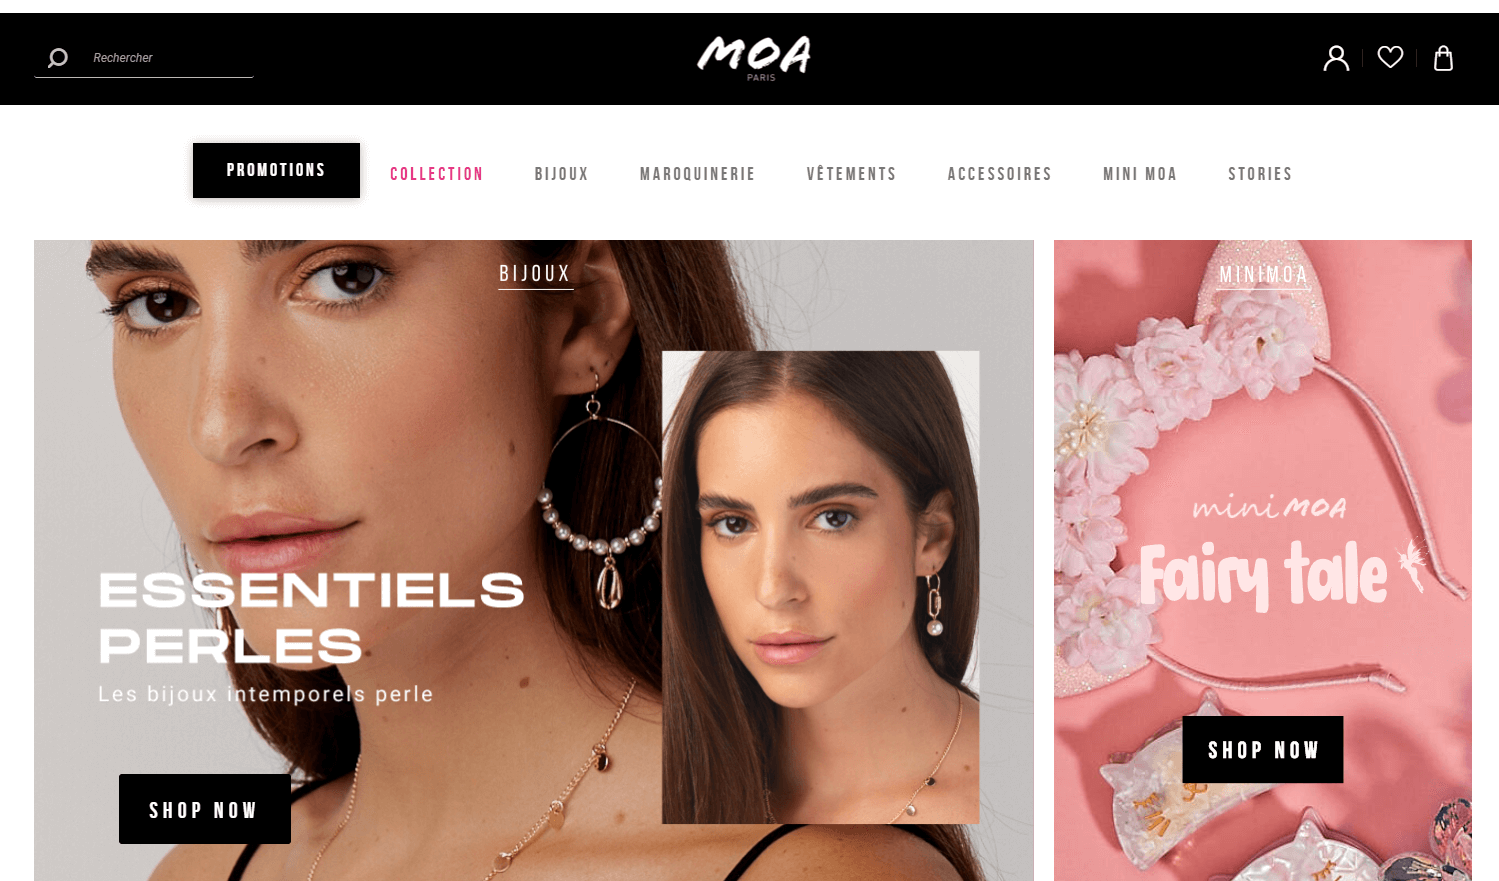 Rechercher
MOA
PARIS
PROMOTIONS
COLLECTION
BIJOUX
MAROQUINERIE
VÊTEMENTS
ACCESSOIRES
MINI MOA
STORIES
BIJOUX
ESSENTIELS
PERLES
Les bijoux intemporels perle
SHOP NOW
MINIMOA
mini MOA
Fairy tale
SHOP NOW